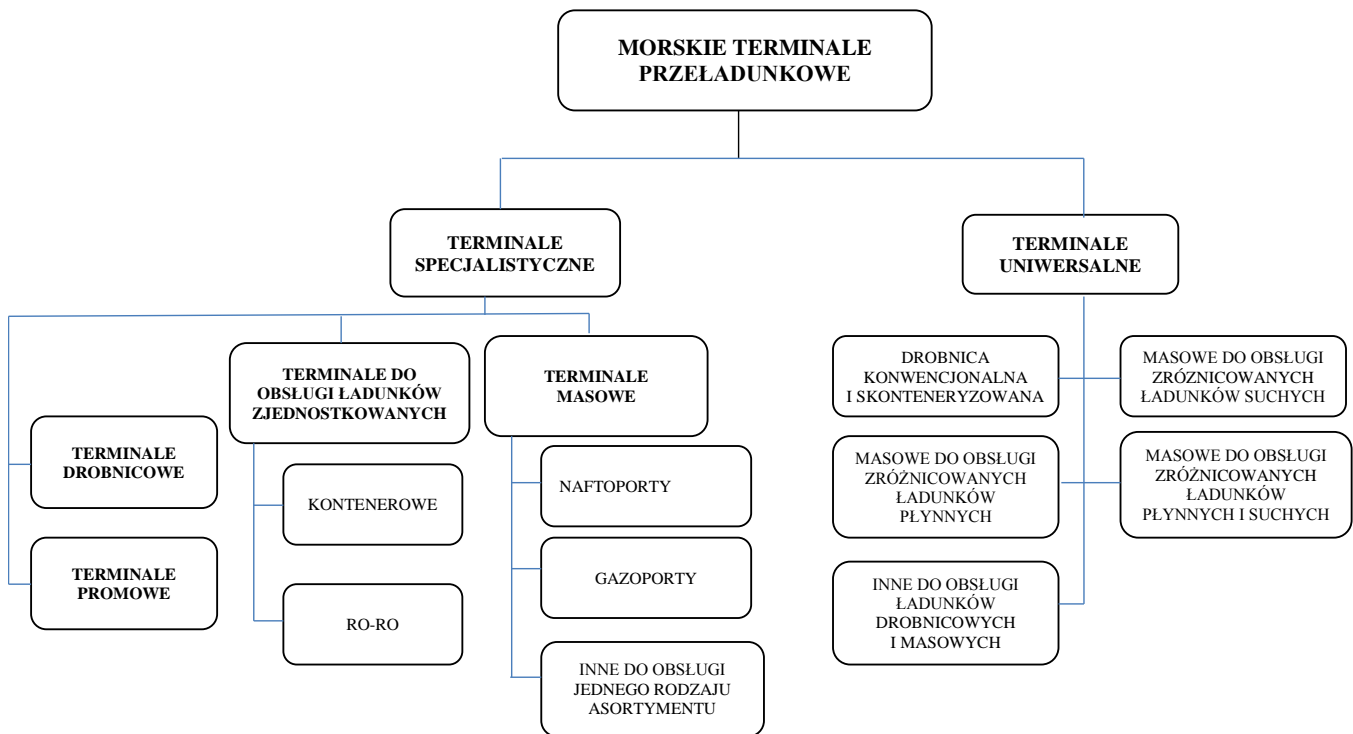 MORSKIE TERMINALE
PRZEŁADUNKOWE
TERMINALE
SPECJALISTYCZNE
TERMINALE
UNIWERSALNE
TERMINALE DO
OBSŁUGI ŁADUNKÓW
ZJEDNOSTKOWANYCH
TERMINALE
MASOWE
TERMINALE
DROBNICOWE
TERMINALE
PROMOWE
KONTENEROWE
RO-RO
NAFTOPORTY
GAZOPORTY
INNE DO OBSŁUGI
JEDNEGO RODZAJU
ASORTYMENTU
DROBNICA
KONWENCJONALNA
I SKONTENERYZOWANA
MASOWE DO OBSŁUGI
ZRÓZNICOWANYCH
ŁADUNKÓW SUCHYCH
MASOWE DO OBSŁUGI
ZRÓŻNICOWANYCH
ŁADUNKÓW
PŁYNNYCH
MASOWE DO OBSŁUGI
ZRÓŻNICOWANYCH
ŁADUNKÓW
PŁYNNYCH I SUCHYCH
INNE DO OBSŁUGI
ŁADUNKÓW
DROBNICOWYCH
I MASOWYCH